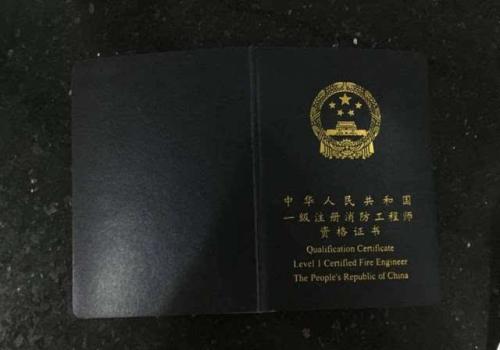 中华人民共和国
一级注册消防工程师
资格证书
Qualification Certificate
Level 1 Certified Fire Engineer
The People's Republic of China